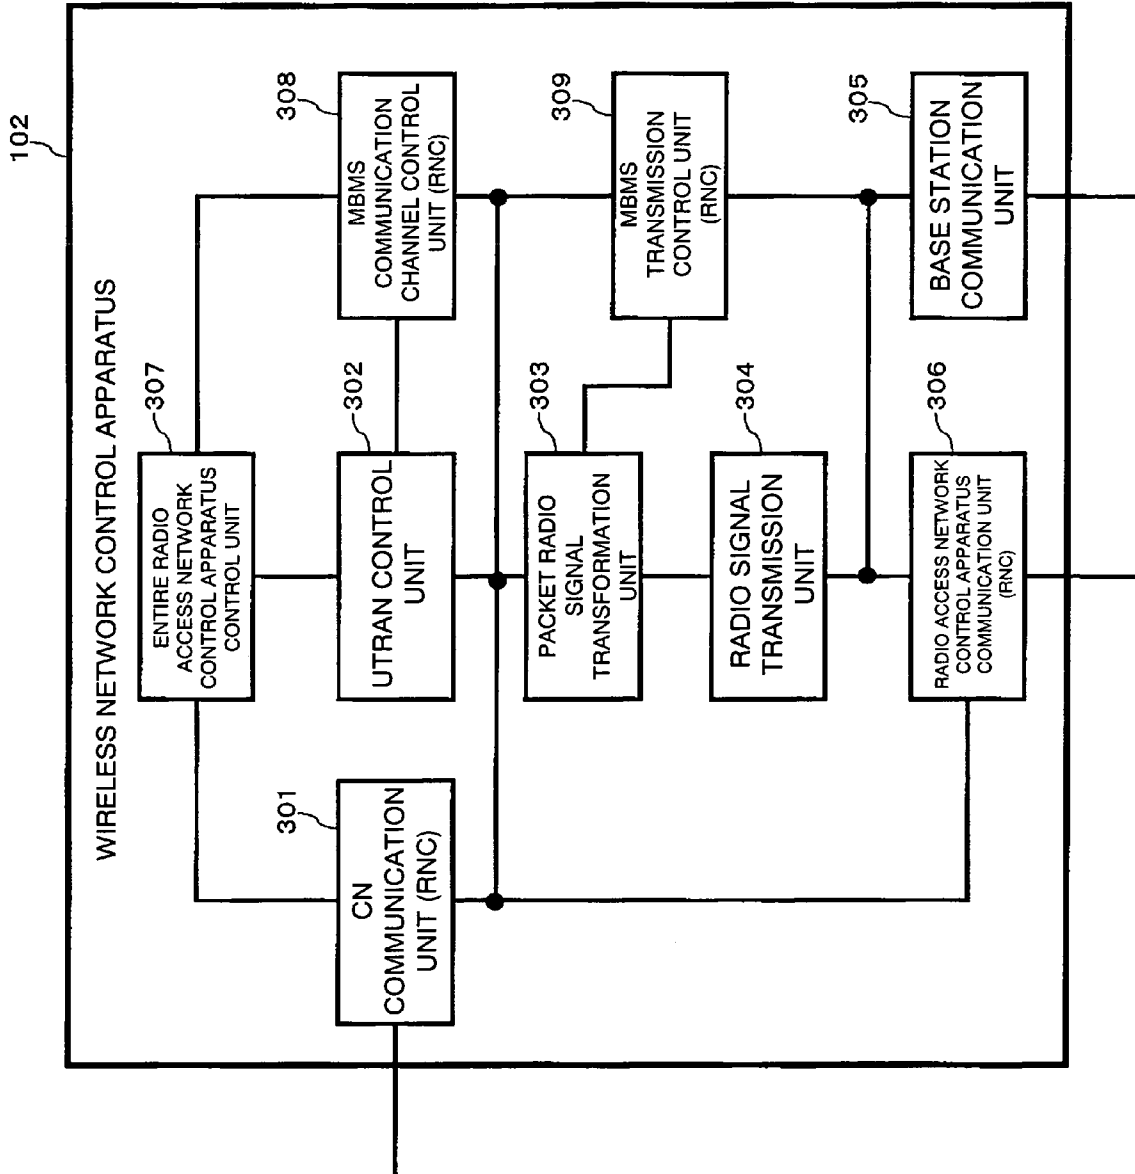 102
WIRELESS NETWORK CONTROL APPARATUS
307
ENTIRE RADIO
ACCESS NETWORK
CONTROL APPARATUS
CONTROL UNIT
301
CN
COMMUNICATION
UNIT (RNC)
302
UTRAN CONTROL
UNIT
308
MBMS
COMMUNICATION
CHANNEL CONTROL
UNIT (RNC)
303
PACKET RADIO
SIGNAL
TRANSFORMATION
UNIT
309
MBMS
TRANSMISSION
CONTROL UNIT
(RNC)
304
RADIO SIGNAL
TRANSMISSION
UNIT
306
RADIO ACCESS NETWORK
CONTROL APPARATUS
COMMUNICATION UNIT
(RNC)
305
BASE STATION
COMMUNICATION
UNIT